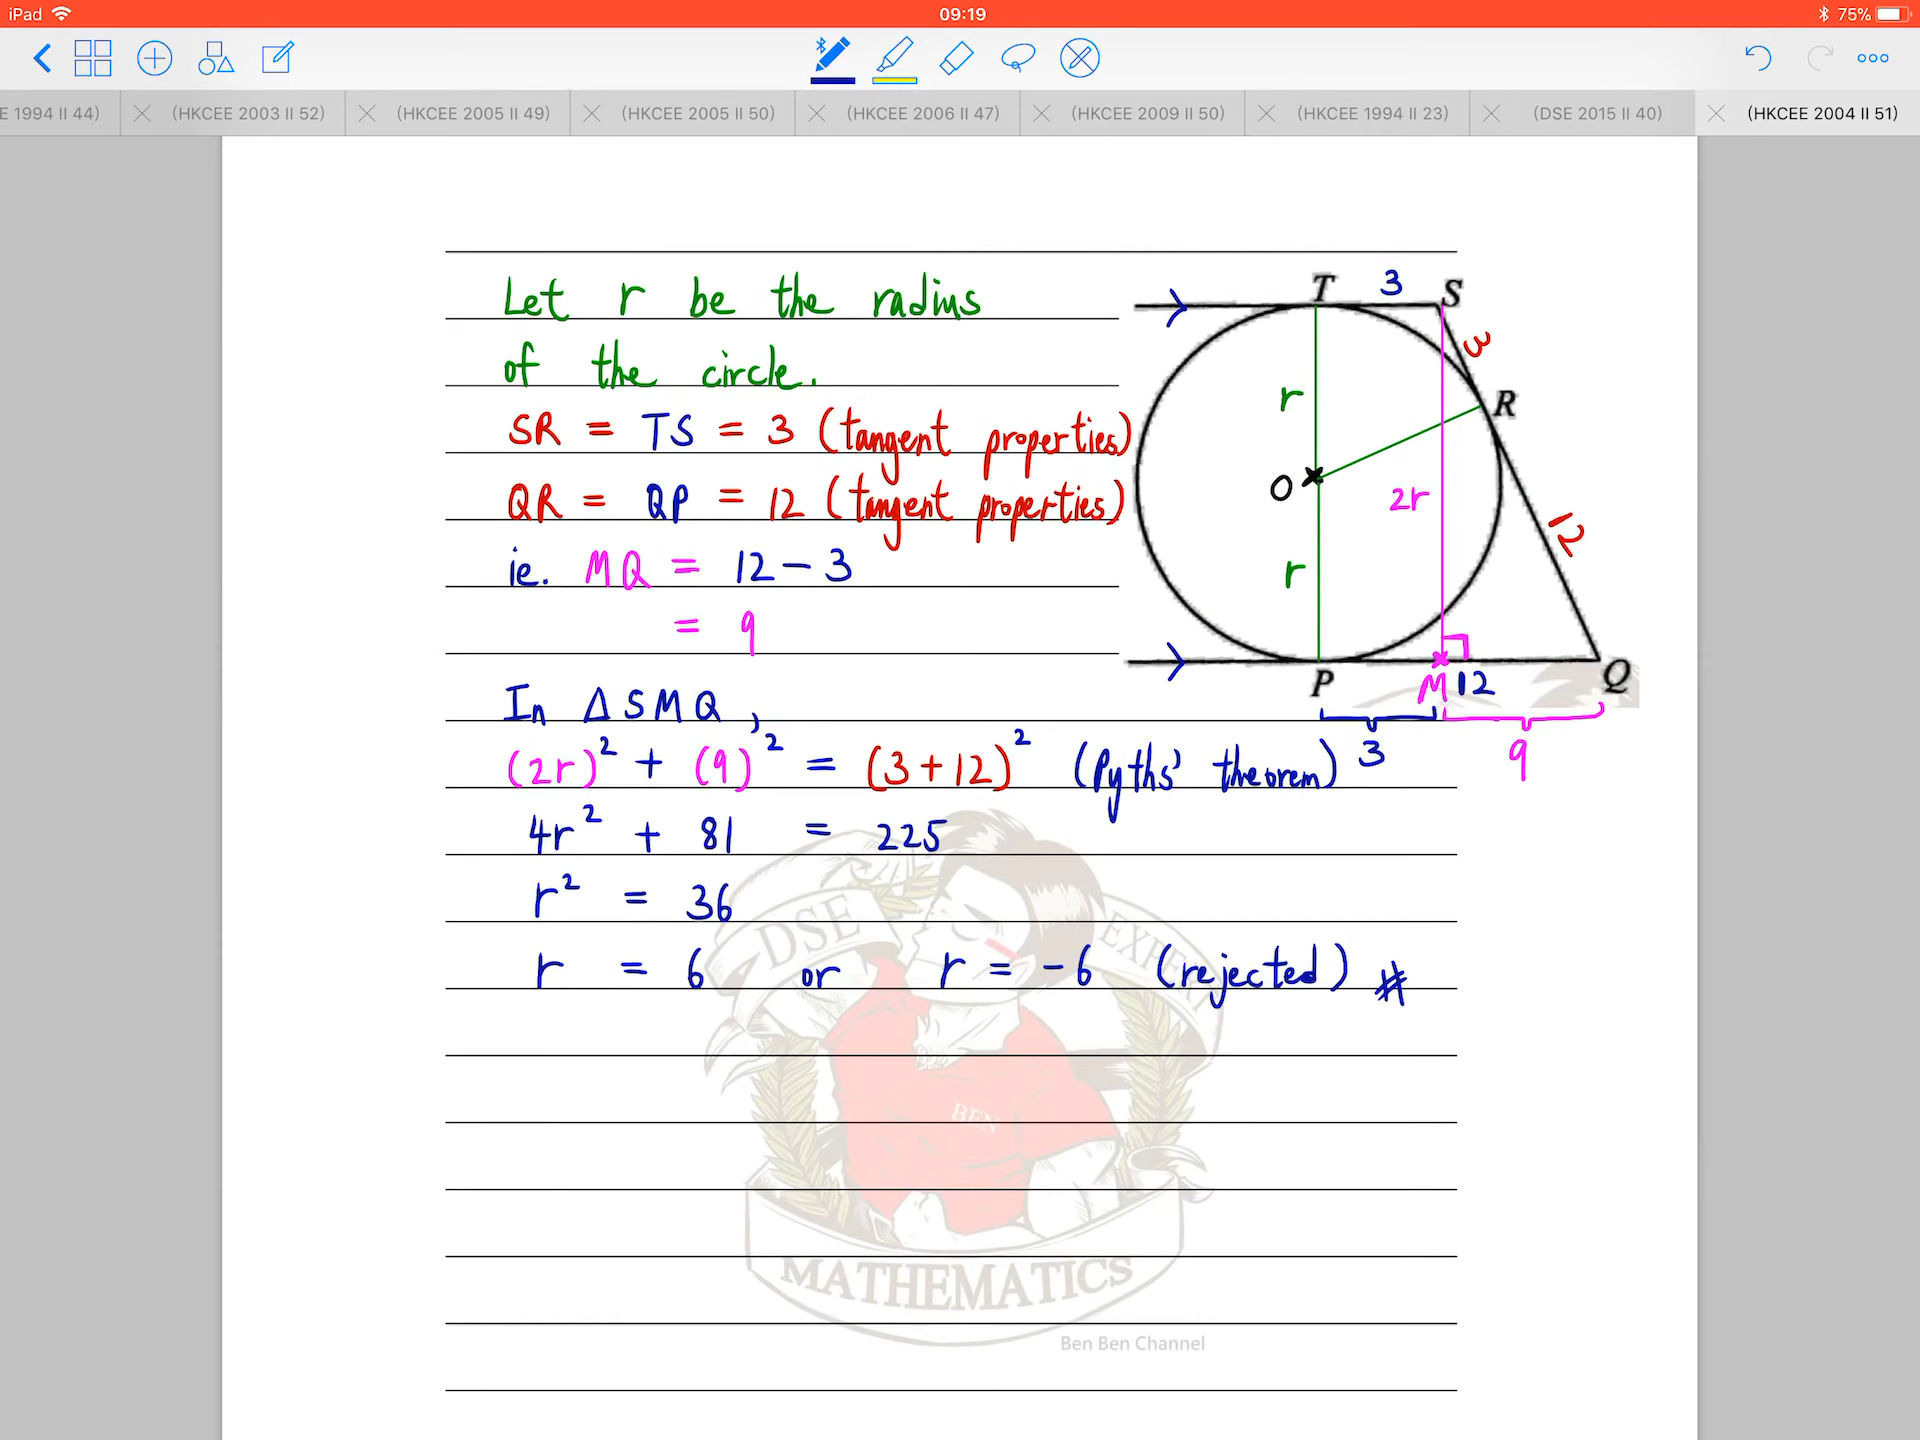 iPad 09:19 75%
E 1994 II 44) (HKCEE 2003 II 52) (HKCEE 2005 II 49) (HKCEE 2005 II 50) (HKCEE 2006 II 47) (HKCEE 2009 II 50) (HKCEE 1994 II 23) (DSE 2015 II 40) (HKCEE 2004 II 51)
Let r be the radius
of the circle.
SR = TS = 3 (tangent properties)
QR = QP = 12 (tangent properties)
ie. MQ = 12 - 3
= 9
In Δ SMQ,
(2r)² + (9)² = (3+12)² (Pyths' theorem)
4r² + 81 = 225
r² = 36
r = 6 or r = -6 (rejected) #
T 3 S
3
r R
O 2r
12
r
P M 12 Q
3 9
DSE EXPERT
BEN
MATHEMATICS
Ben Ben Channel